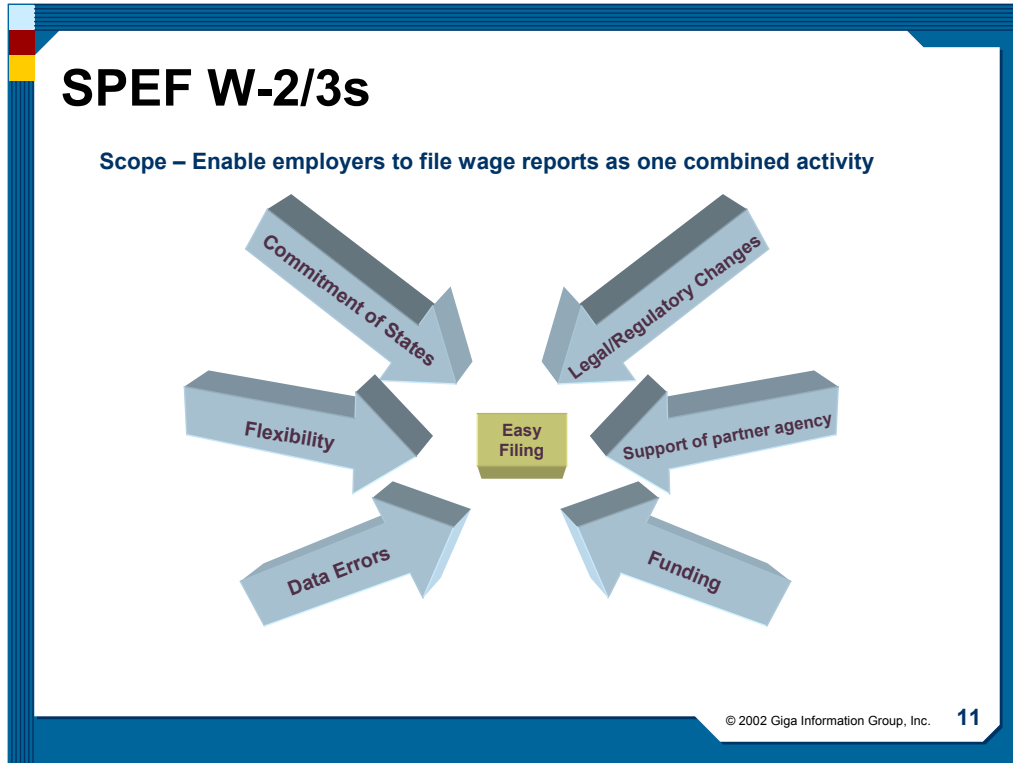 SPEF W-2/3s
Scope – Enable employers to file wage reports as one combined activity
Commitment of States
Legal/Regulatory Changes
Flexibility
Easy
Filing
Support of partner agency
Data Errors
Funding
© 2002 Giga Information Group, Inc. 11